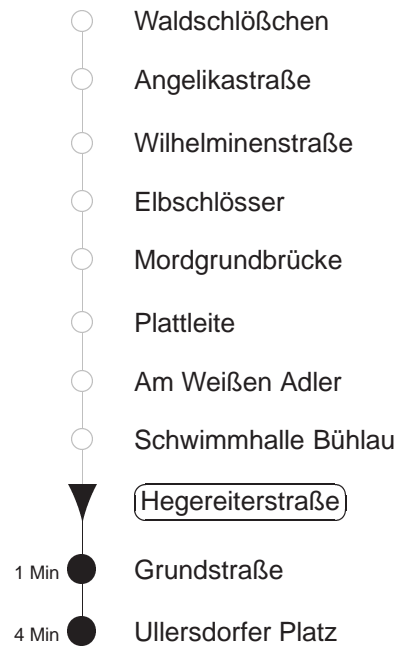 Waldschlößchen
Angelikastraße
Wilhelminenstraße
Elbschlösser
Mordgrundbrücke
Plattleite
Am Weißen Adler
Schwimmhalle Bühlau
Hegereiterstraße
1 Min Grundstraße
4 Min Ullersdorfer Platz